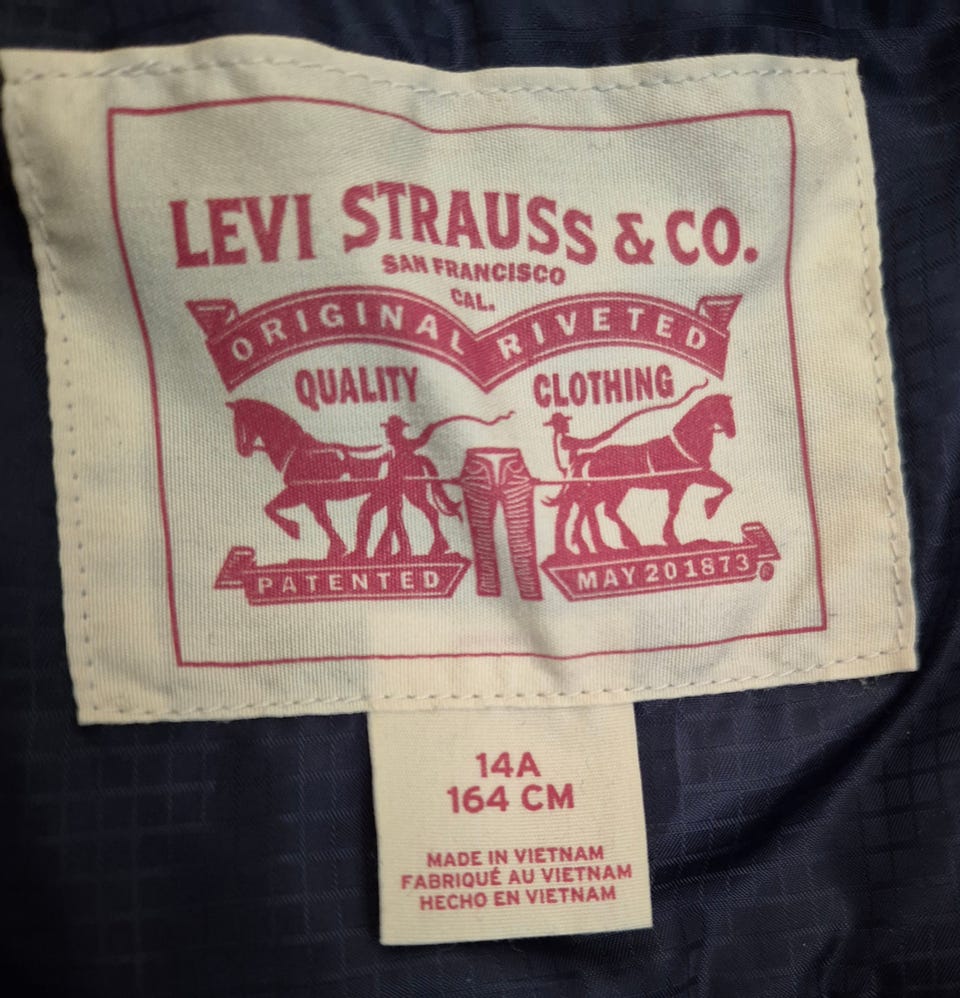 LEVI STRAUSS & CO.
SAN FRANCISCO
CAL.
ORIGINAL RIVETED
QUALITY CLOTHING
PATENTED MAY 20 1873
14A
164 CM
MADE IN VIETNAM
FABRIQUÉ AU VIETNAM
HECHO EN VIETNAM